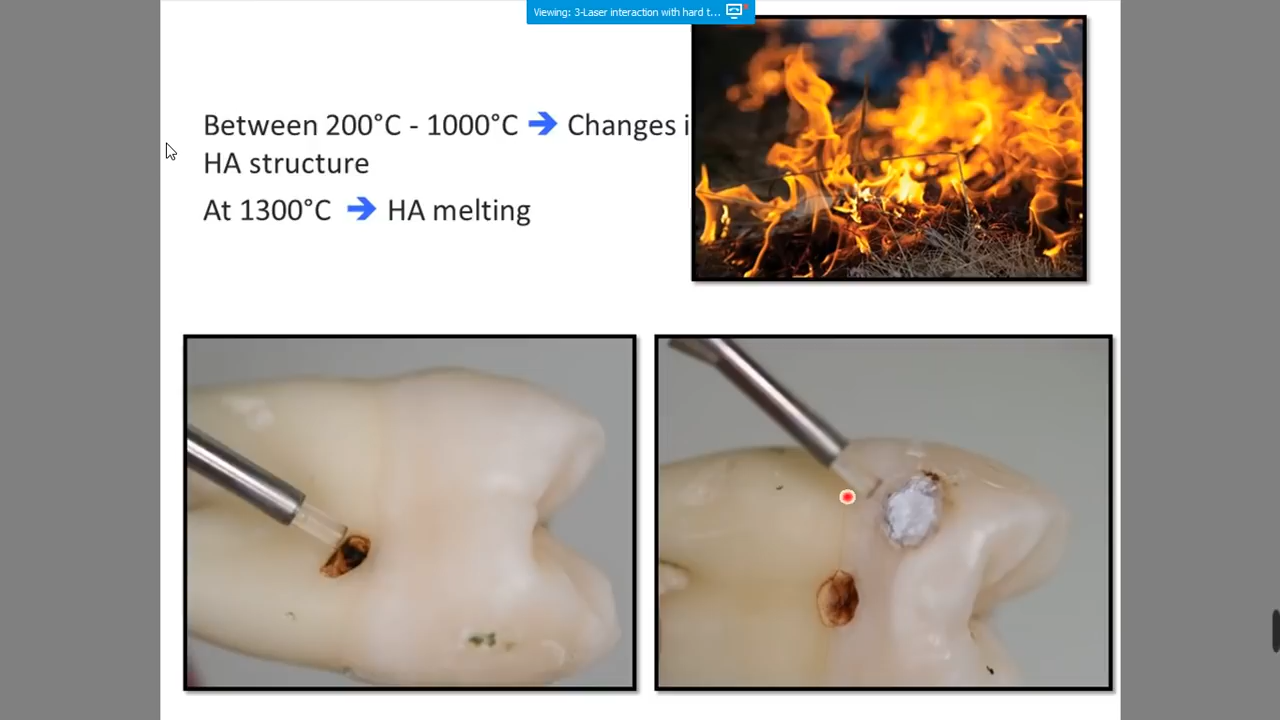 Viewing: 3-Laser interaction with hard t...
Between 200°C - 1000°C ➔ Changes i
HA structure
At 1300°C ➔ HA melting